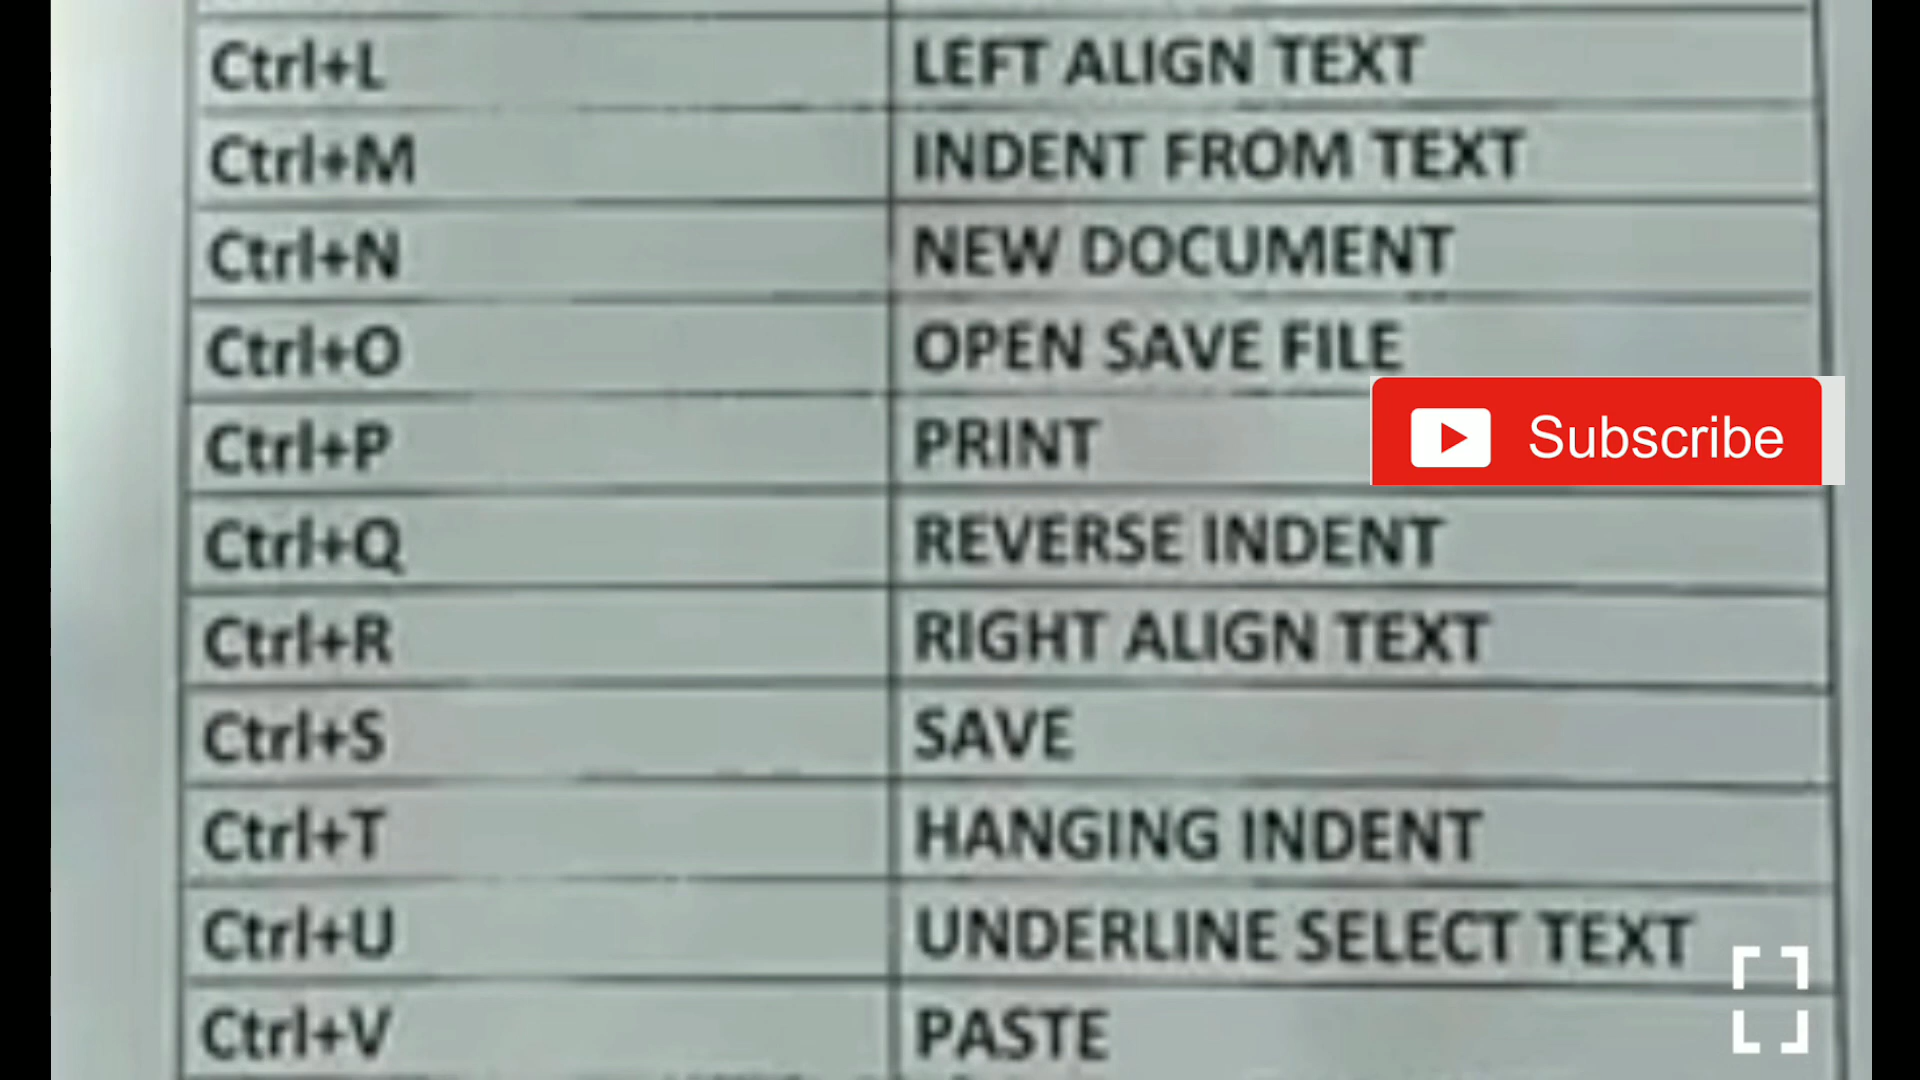 Ctrl+L LEFT ALIGN TEXT
Ctrl+M INDENT FROM TEXT
Ctrl+N NEW DOCUMENT
Ctrl+O OPEN SAVE FILE
Ctrl+P PRINT
Subscribe
Ctrl+Q REVERSE INDENT
Ctrl+R RIGHT ALIGN TEXT
Ctrl+S SAVE
Ctrl+T HANGING INDENT
Ctrl+U UNDERLINE SELECT TEXT
Ctrl+V PASTE